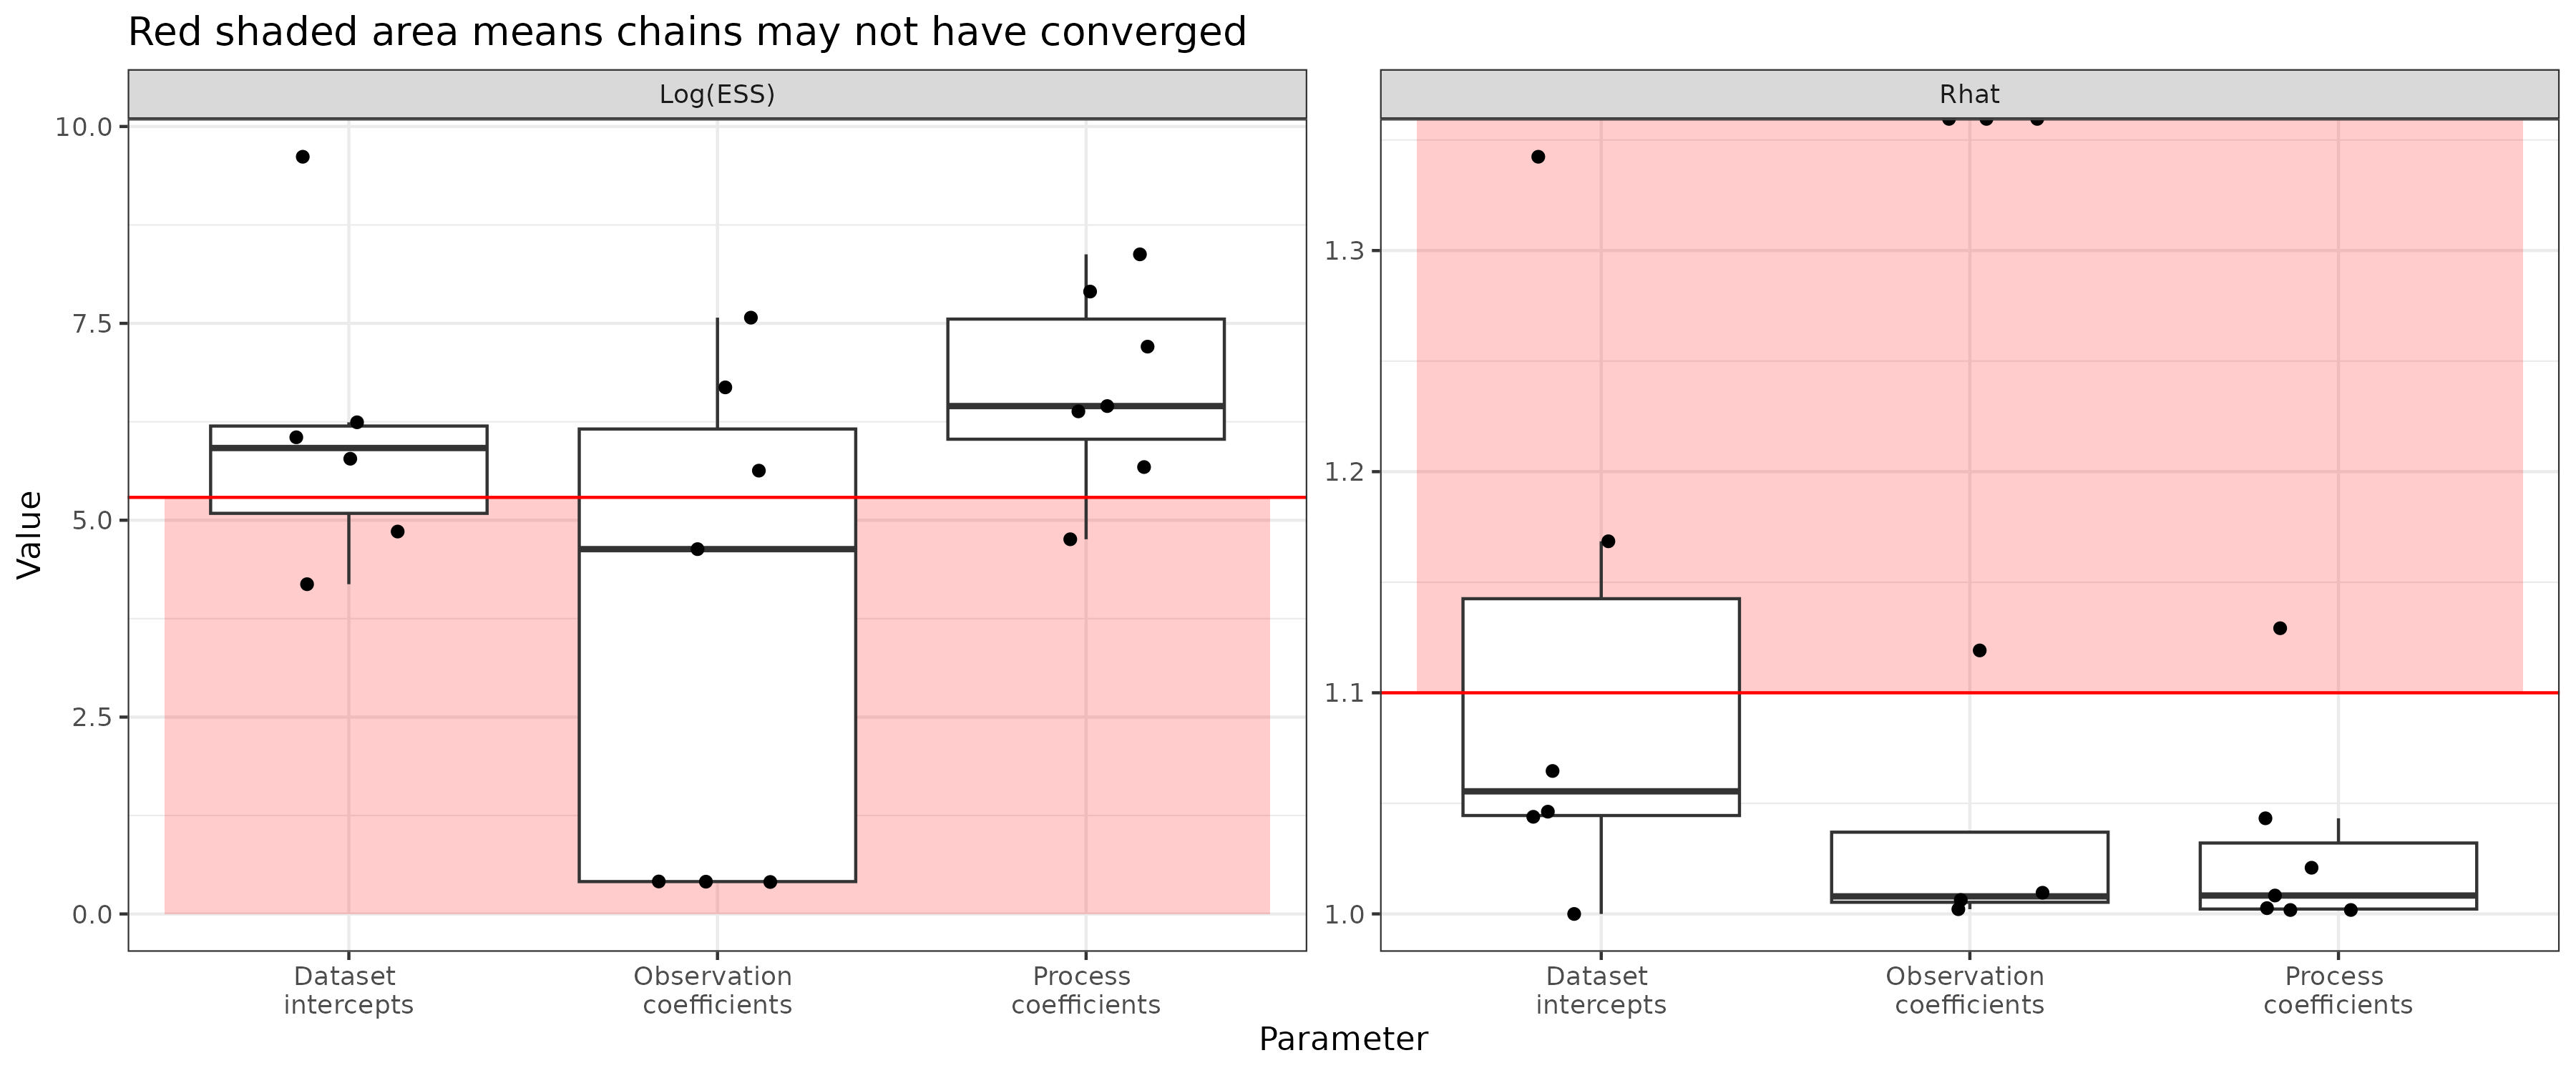 Red shaded area means chains may not have converged
Log(ESS)
Rhat
Value
10.0
7.5
5.0
2.5
0.0
1.3
1.2
1.1
1.0
Dataset
intercepts
Observation
coefficients
Process
coefficients
Dataset
intercepts
Observation
coefficients
Process
coefficients
Parameter